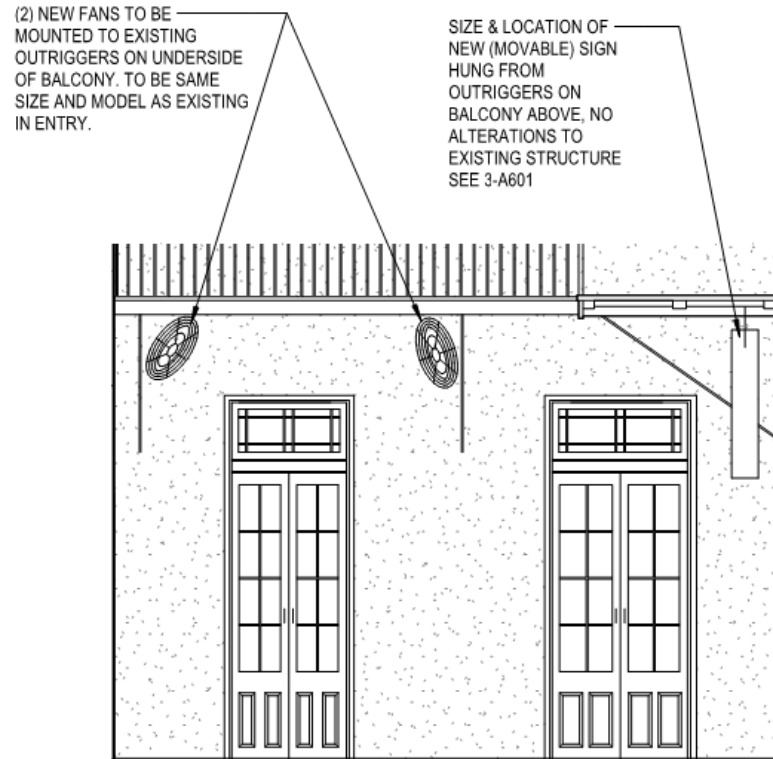 (2) NEW FANS TO BE
MOUNTED TO EXISTING
OUTRIGGERS ON UNDERSIDE
OF BALCONY. TO BE SAME
SIZE AND MODEL AS EXISTING
IN ENTRY.
SIZE & LOCATION OF
NEW (MOVABLE) SIGN
HUNG FROM
OUTRIGGERS ON
BALCONY ABOVE, NO
ALTERATIONS TO
EXISTING STRUCTURE
SEE 3-A601